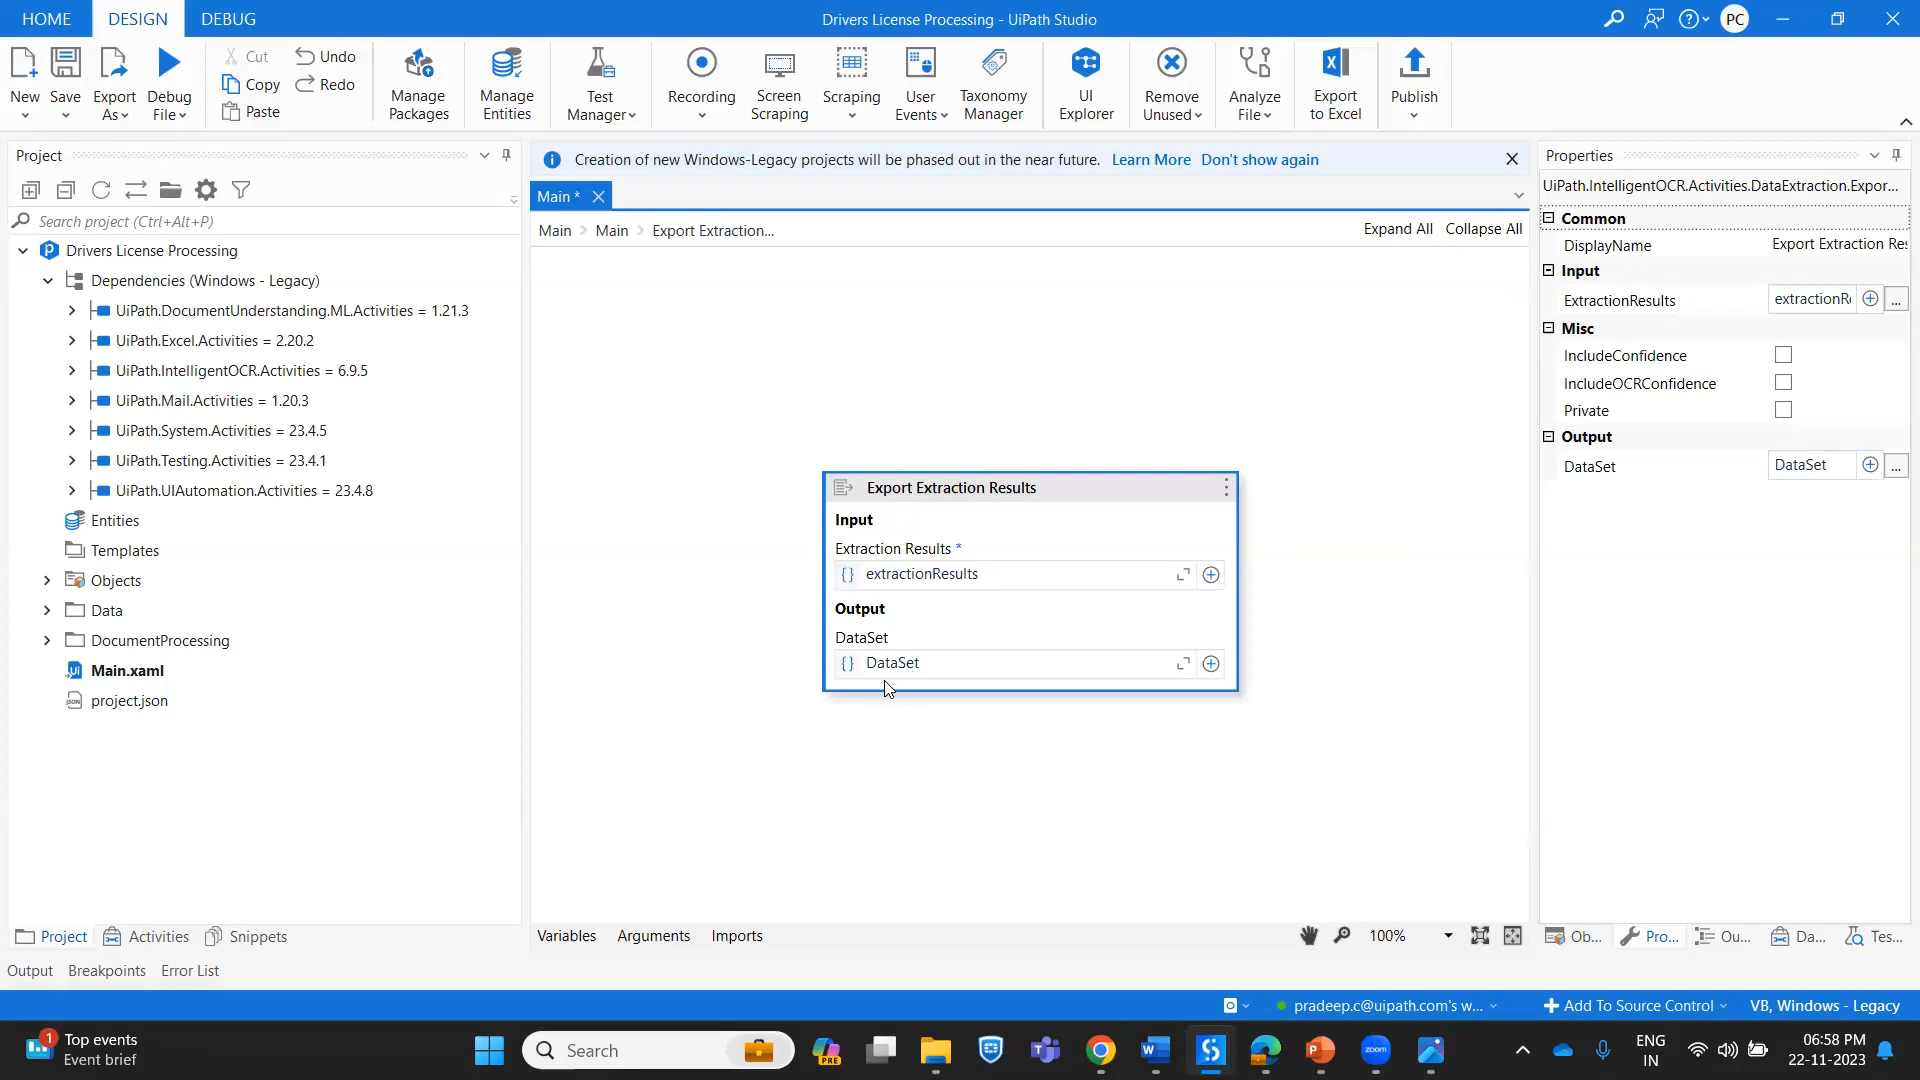 HOME
DESIGN
DEBUG
Drivers License Processing - UiPath Studio
PC
New
Save
Export
As
Debug
File
Cut
Copy
Paste
Undo
Redo
Manage
Packages
Manage
Entities
Test
Manager
Recording
Screen
Scraping
Scraping
User
Events
Taxonomy
Manager
UI
Explorer
Remove
Unused
Analyze
File
Export
to Excel
Publish
Project
Search project (Ctrl+Alt+P)
Drivers License Processing
Dependencies (Windows - Legacy)
UiPath.DocumentUnderstanding.ML.Activities = 1.21.3
UiPath.Excel.Activities = 2.20.2
UiPath.IntelligentOCR.Activities = 6.9.5
UiPath.Mail.Activities = 1.20.3
UiPath.System.Activities = 23.4.5
UiPath.Testing.Activities = 23.4.1
UiPath.UIAutomation.Activities = 23.4.8
Entities
Templates
Objects
Data
DocumentProcessing
Main.xaml
project.json
Project
Activities
Snippets
Creation of new Windows-Legacy projects will be phased out in the near future. Learn More Don't show again
Main *
Main > Main > Export Extraction...
Expand All Collapse All
Export Extraction Results
Input
Extraction Results *
{} extractionResults
Output
DataSet
{} DataSet
Variables Arguments Imports
100%
Properties
UiPath.IntelligentOCR.Activities.DataExtraction.Expor...
Common
DisplayName Export Extraction Res
Input
ExtractionResults extractionR ...
Misc
IncludeConfidence
IncludeOCRConfidence
Private
Output
DataSet DataSet ...
Ob...
Pro...
Ou...
Da...
Tes...
Output Breakpoints Error List
pradeep.c@uipath.com's w...
Add To Source Control
VB, Windows - Legacy
1
Top events
Event brief
Search
PRE
zoom
ENG
IN
06:58 PM
22-11-2023